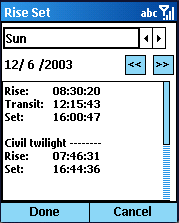 Rise Set abc
Sun
12/ 6 /2003 << >>
Rise: 08:30:20
Transit: 12:15:43
Set: 16:00:47
Civil twilight --------
Rise: 07:46:31
Set: 16:44:36
Done Cancel